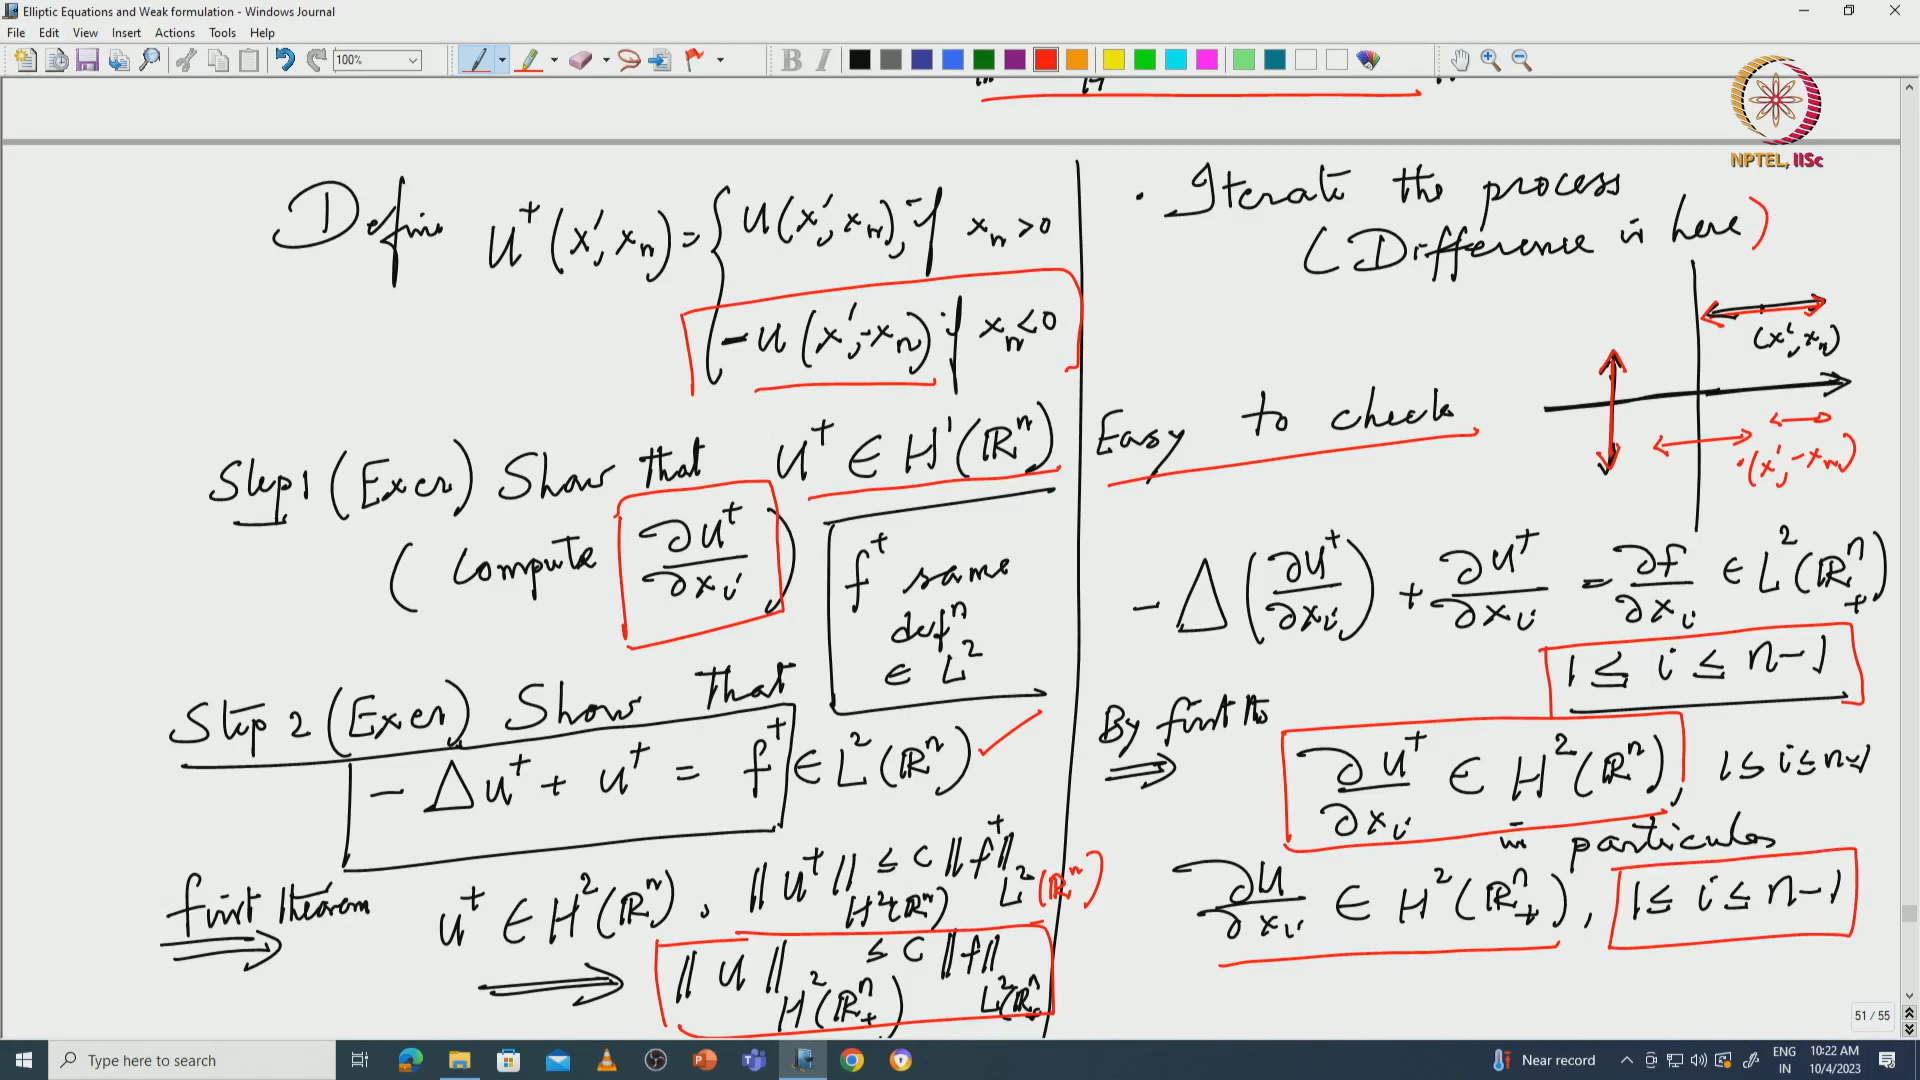 Elliptic Equations and Weak formulation - Windows Journal
File Edit View Insert Actions Tools Help
100%
B I
NPTEL, IISc
Define u⁺(x', xₙ) = { u(x', xₙ), if xₙ > 0
-u(x', -xₙ) if xₙ < 0
Step 1 (Exer) Show that u⁺ ∈ H¹(ℝⁿ)
(Compute ∂u⁺/∂xᵢ)
f⁺ same
defⁿ
∈ L²
Step 2 (Exer) Show that
-Δu⁺ + u⁺ = f⁺ ∈ L²(ℝⁿ)
first theorem
⇒ u⁺ ∈ H²(ℝⁿ), ‖u⁺‖_H²(ℝⁿ) ≤ C‖f⁺‖_L²(ℝⁿ)
⇒ ‖u‖_H²(ℝⁿ₊) ≤ C‖f‖_L²(ℝⁿ₊)
· Iterate the process
(Difference is here)
(x', xₙ)
·(x', -xₙ)
Easy to check
-Δ(∂u⁺/∂xᵢ) + ∂u⁺/∂xᵢ = ∂f/∂xᵢ ∈ L²(ℝⁿ₊)
1 ≤ i ≤ n-1
By first th
⇒ ∂u⁺/∂xᵢ ∈ H²(ℝⁿ), 1 ≤ i ≤ n-1
in particular
∂u/∂xᵢ ∈ H²(ℝⁿ₊), 1 ≤ i ≤ n-1
51 / 55
Type here to search
Near record
ENG
IN
10:22 AM
10/4/2023